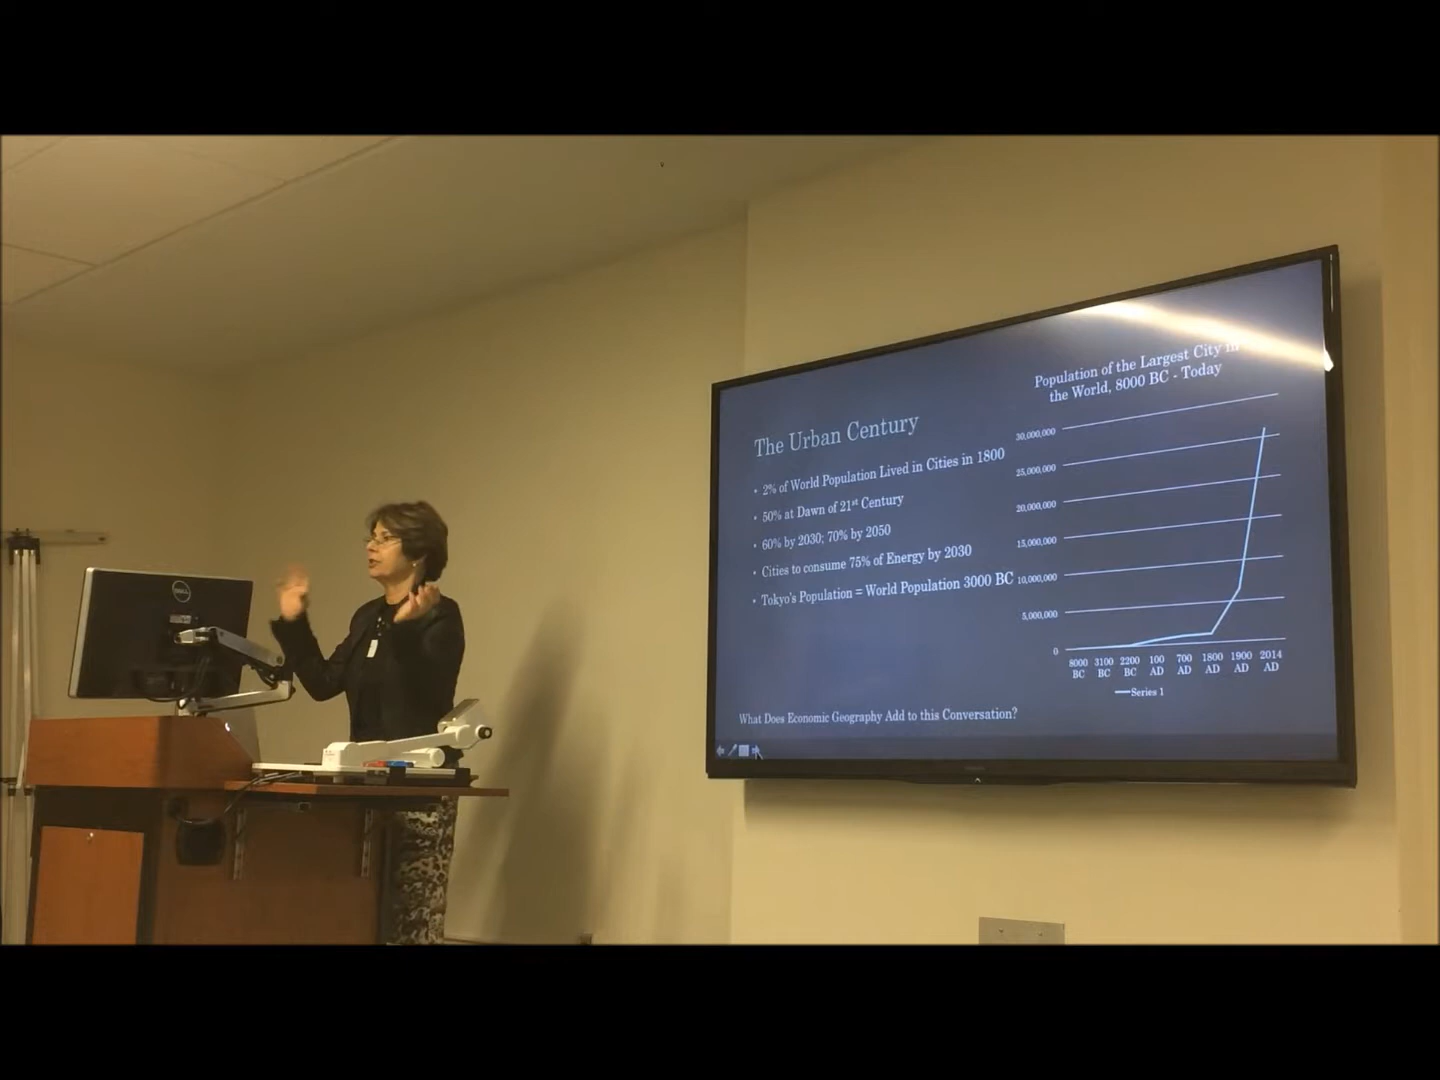 DELL
The Urban Century
• 2% of World Population Lived in Cities in 1800
• 50% at Dawn of 21st Century
• 60% by 2030; 70% by 2050
• Cities to consume 75% of Energy by 2030
• Tokyo's Population = World Population 3000 BC
What Does Economic Geography Add to this Conversation?
Population of the Largest City in
the World, 8000 BC - Today
30,000,000
25,000,000
20,000,000
15,000,000
10,000,000
5,000,000
0
8000 3100 2200 100 700 1800 1900 2014
BC BC BC AD AD AD AD AD
Series 1